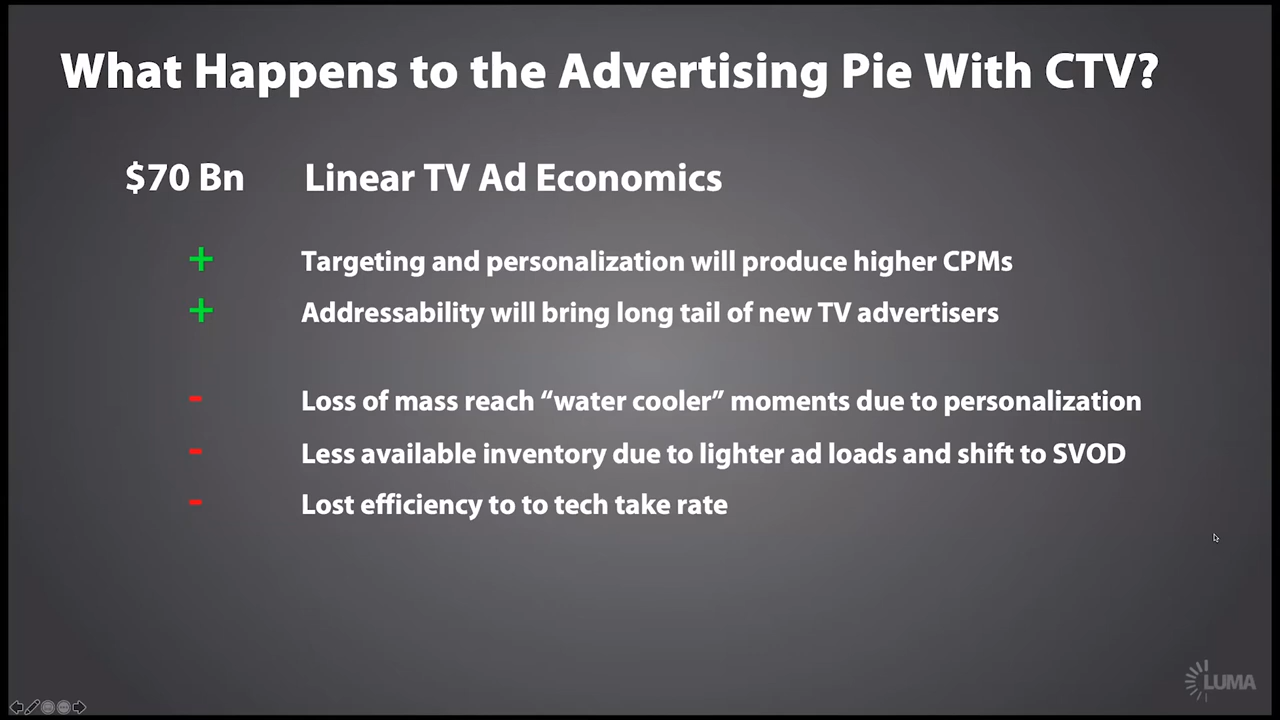 What Happens to the Advertising Pie With CTV?
$70 Bn Linear TV Ad Economics
+ Targeting and personalization will produce higher CPMs
+ Addressability will bring long tail of new TV advertisers
- Loss of mass reach “water cooler” moments due to personalization
- Less available inventory due to lighter ad loads and shift to SVOD
- Lost efficiency to to tech take rate
LUMA